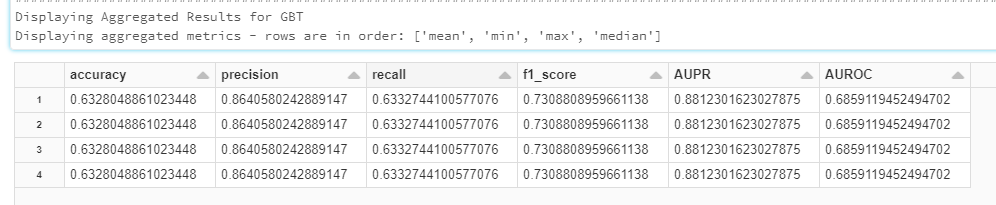 Displaying Aggregated Results for GBT
Displaying aggregated metrics - rows are in order: ['mean', 'min', 'max', 'median']
accuracy precision recall f1_score AUPR AUROC
1 0.6328048861023448 0.8640580242889147 0.6332744100577076 0.7308808959661138 0.8812301623027875 0.6859119452494702
2 0.6328048861023448 0.8640580242889147 0.6332744100577076 0.7308808959661138 0.8812301623027875 0.6859119452494702
3 0.6328048861023448 0.8640580242889147 0.6332744100577076 0.7308808959661138 0.8812301623027875 0.6859119452494702
4 0.6328048861023448 0.8640580242889147 0.6332744100577076 0.7308808959661138 0.8812301623027875 0.6859119452494702